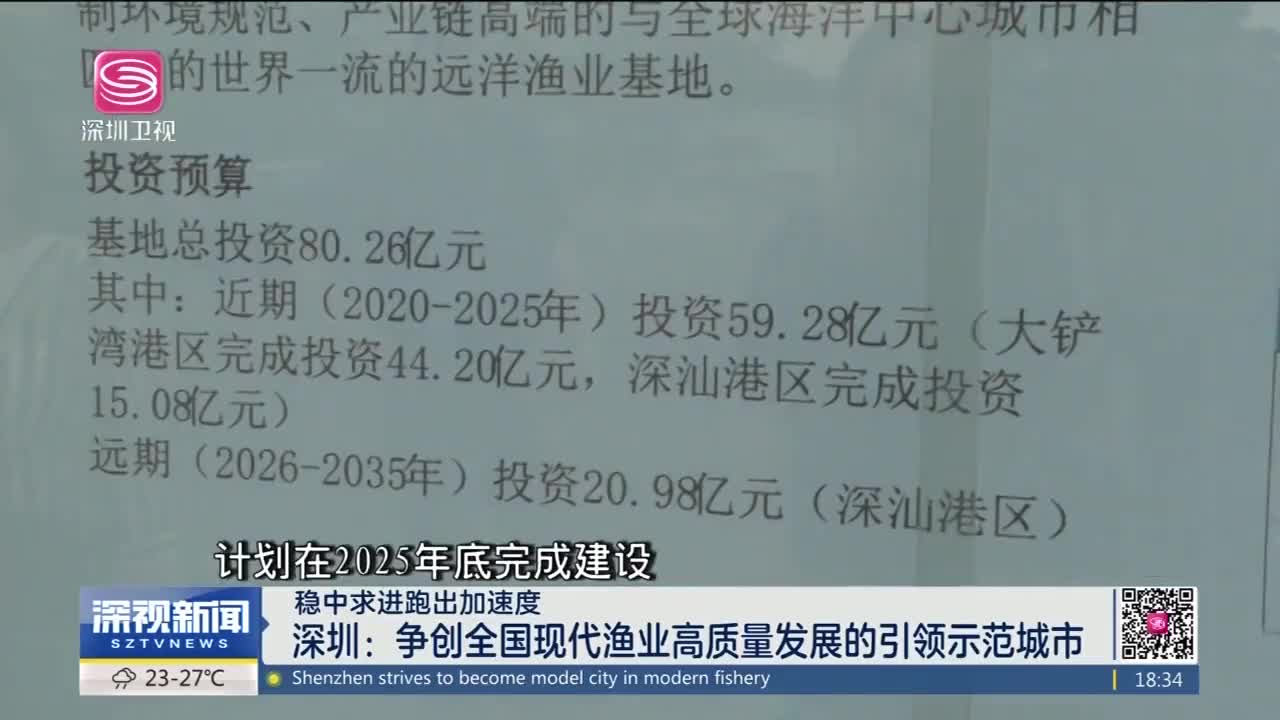 制环境规范、产业链高端的与全球海洋中心城市相
的世界一流的远洋渔业基地。
深圳卫视
投资预算
基地总投资80.26亿元
其中：近期（2020-2025年）投资59.28亿元（大铲
湾港区完成投资44.20亿元，深汕港区完成投资
15.08亿元）
远期（2026-2035年）投资20.98亿元（深汕港区）
计划在2025年底完成建设
深视新闻
SZTVNEWS
稳中求进跑出加速度
深圳：争创全国现代渔业高质量发展的引领示范城市
23-27℃
Shenzhen strives to become model city in modern fishery
18:34